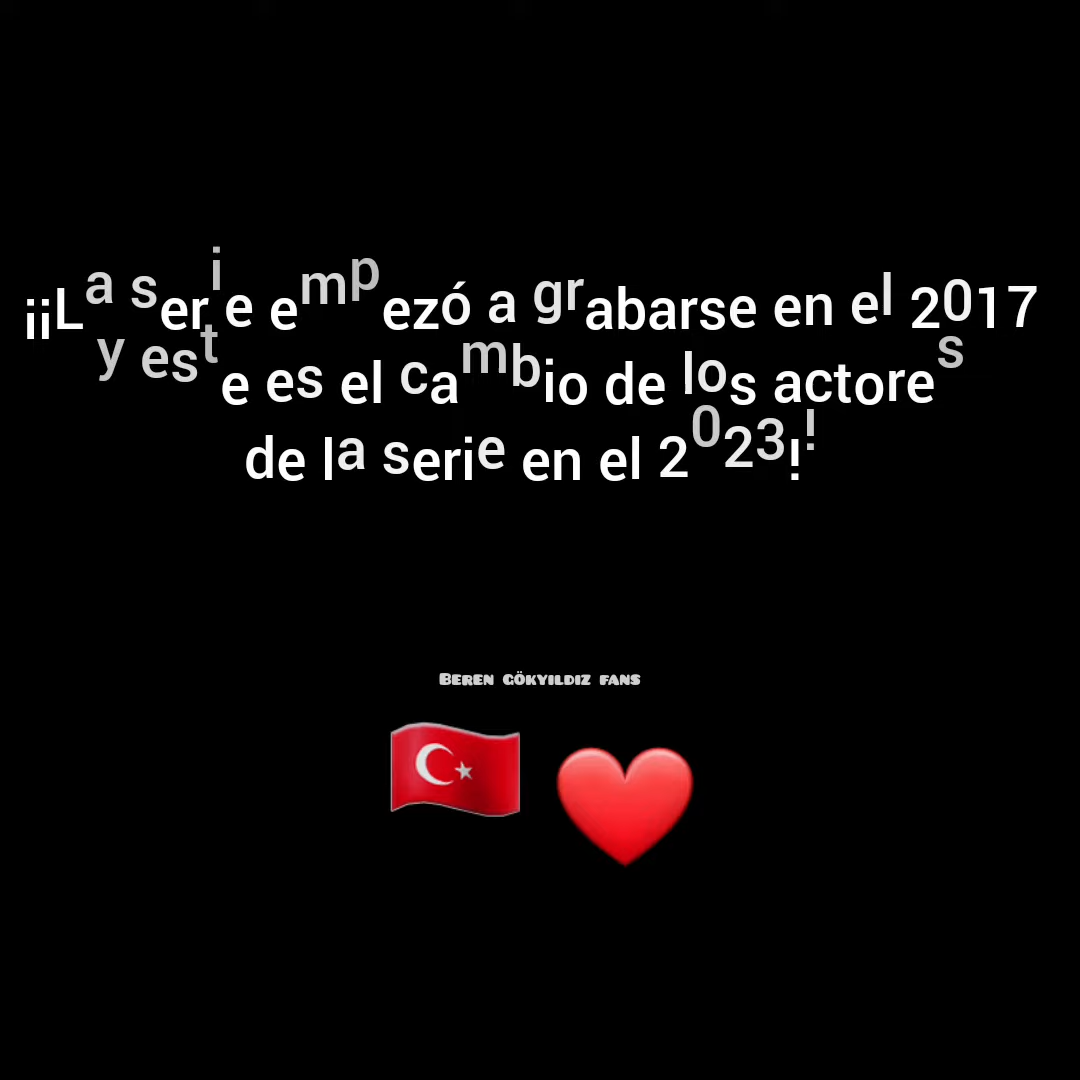 ¡¡La serie empezó a grabarse en el 2017
y este es el cambio de los actores
de la serie en el 2023!!
Beren Gökyıldız fans